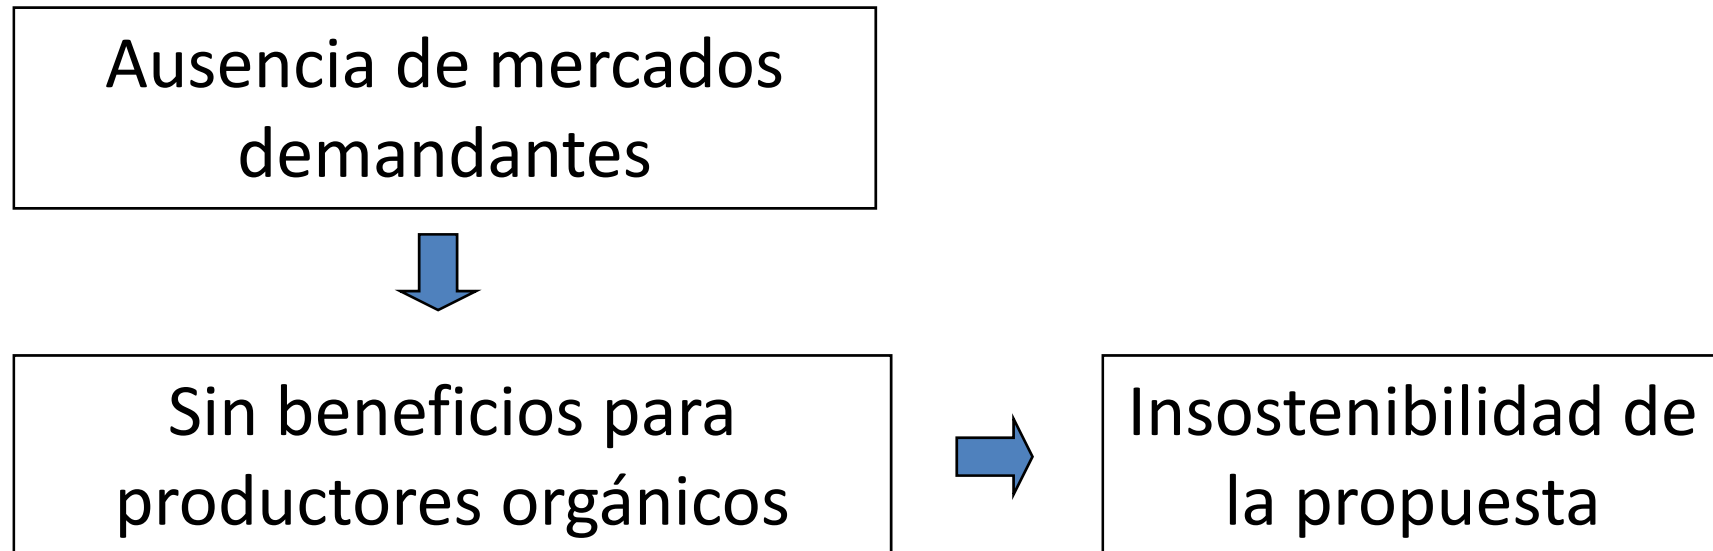 Ausencia de mercados
demandantes
Sin beneficios para
productores orgánicos
Insostenibilidad de
la propuesta